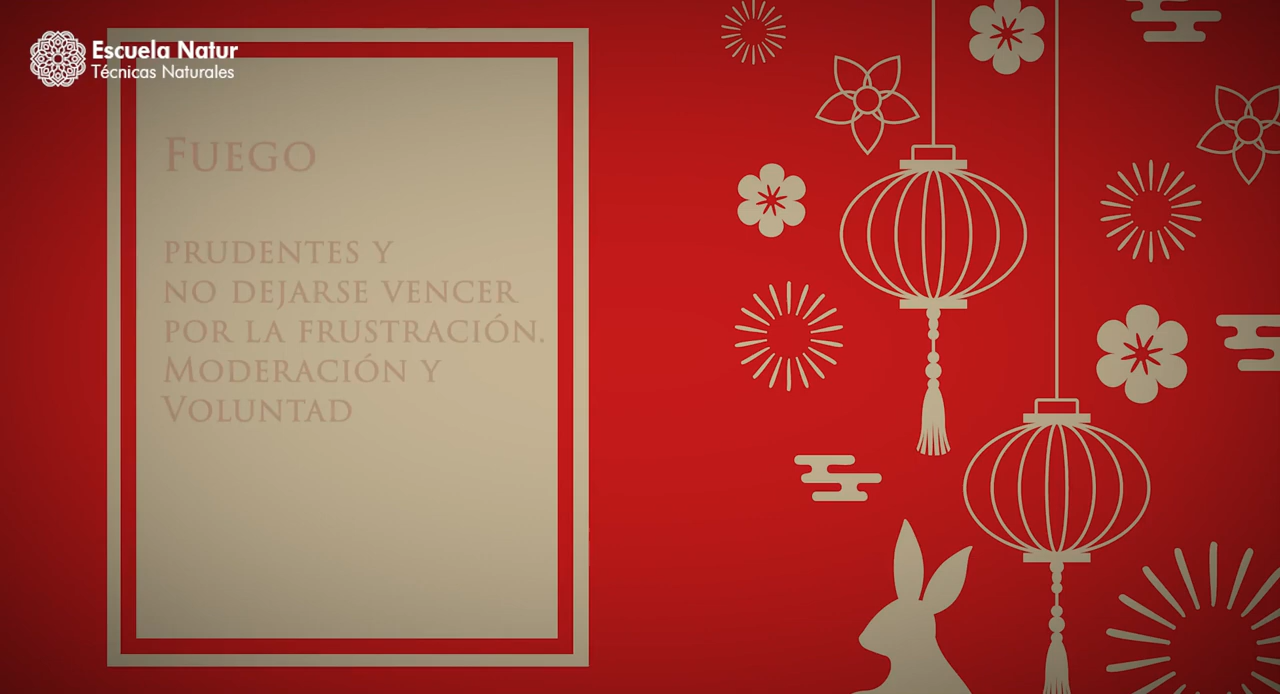 Escuela Natur
Técnicas Naturales
Fuego
prudentes y
no dejarse vencer
por la frustración.
Moderación y
Voluntad